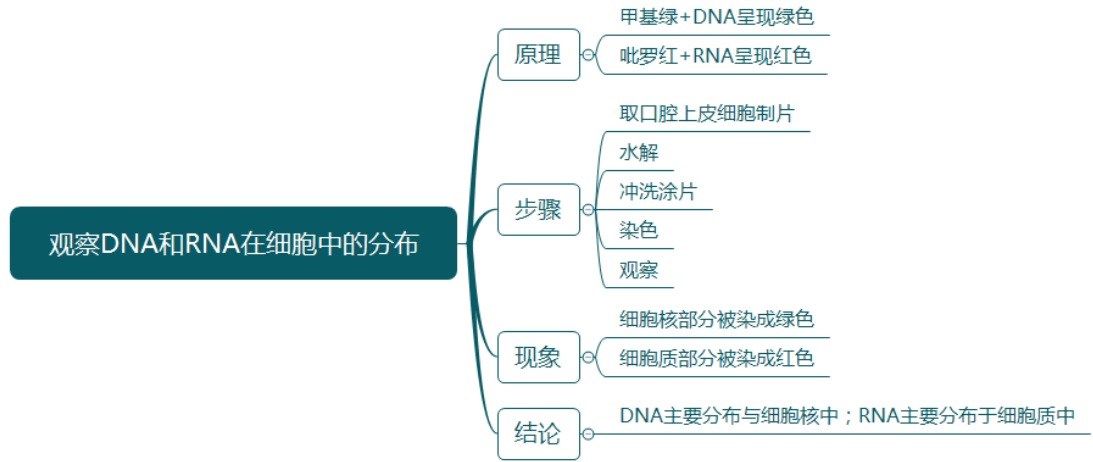 观察DNA和RNA在细胞中的分布
原理
甲基绿+DNA呈现绿色
吡罗红+RNA呈现红色
步骤
取口腔上皮细胞制片
水解
冲洗涂片
染色
观察
现象
细胞核部分被染成绿色
细胞质部分被染成红色
结论
DNA主要分布与细胞核中；RNA主要分布于细胞质中